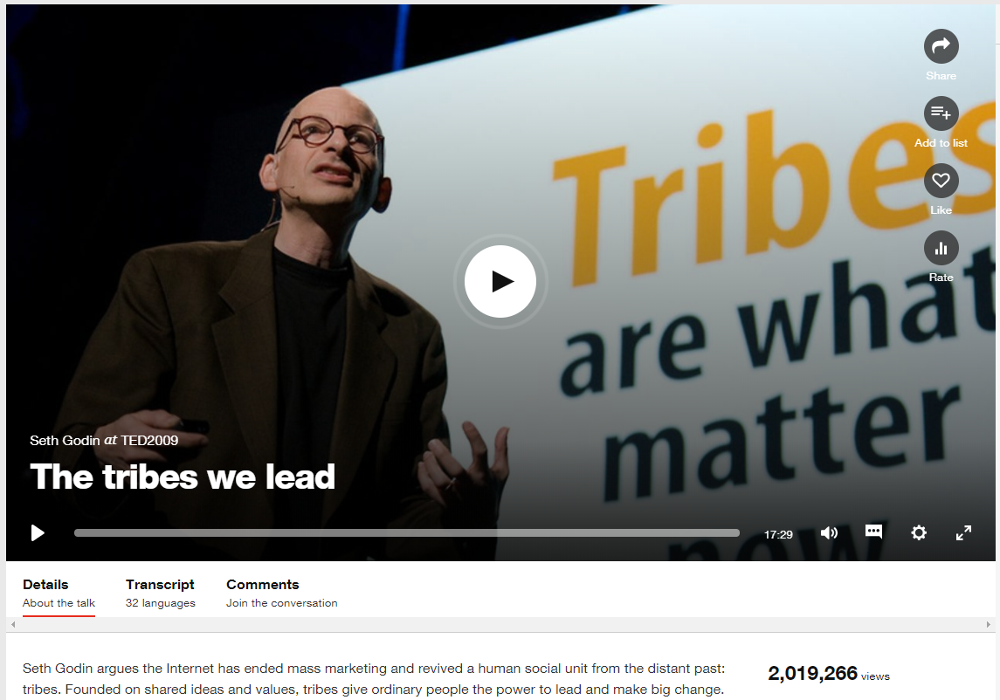 Share
Add to list
Like
Rate
Tribes
are what
matter
now
Seth Godin at TED2009
The tribes we lead
17:29
Details
About the talk
Transcript
32 languages
Comments
Join the conversation
Seth Godin argues the Internet has ended mass marketing and revived a human social unit from the distant past:
tribes. Founded on shared ideas and values, tribes give ordinary people the power to lead and make big change.
2,019,266 views